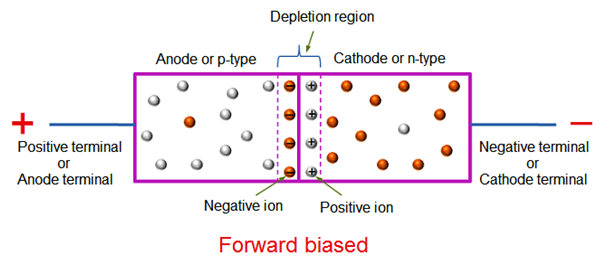 Depletion region
Anode or p-type
Cathode or n-type
+
−
Positive terminal
or
Anode terminal
Negative terminal
or
Cathode terminal
− +
− +
− +
− +
Negative ion
Positive ion
Forward biased